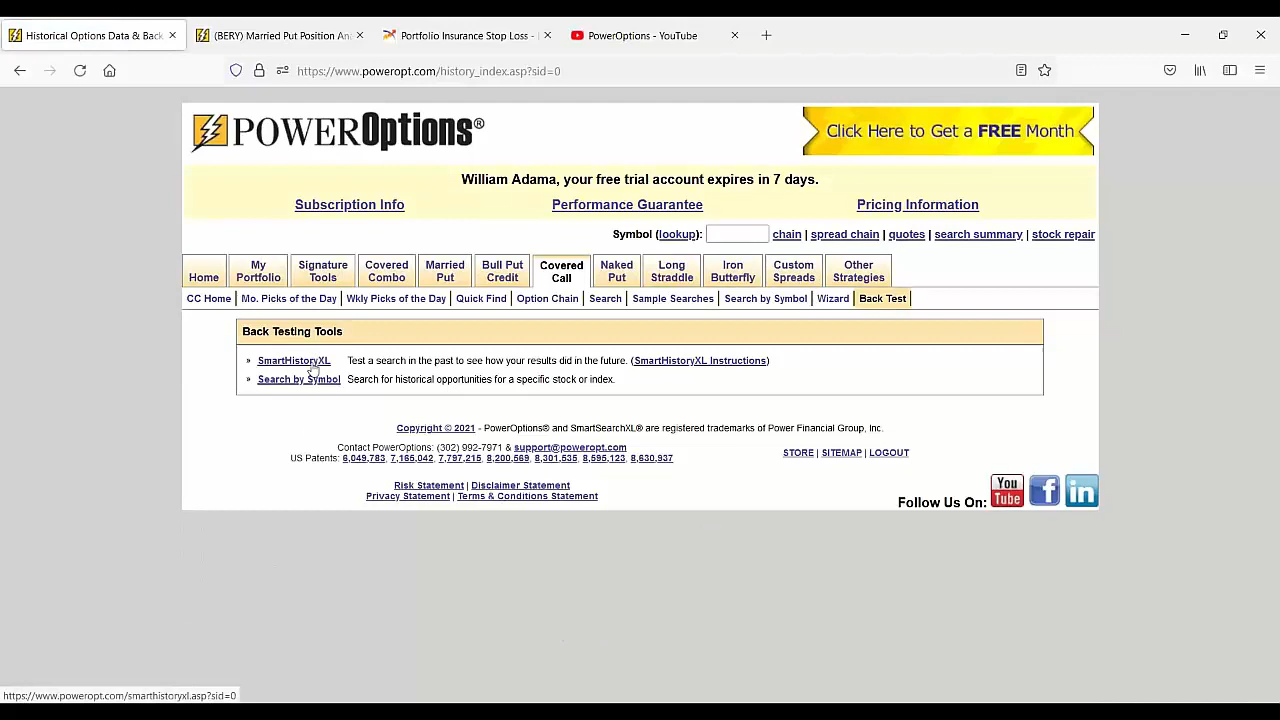 Historical Options Data & Back
(BERY) Married Put Position An
Portfolio Insurance Stop Loss -
PowerOptions - YouTube
https://www.poweropt.com/history_index.asp?sid=0
POWEROptions®
Click Here to Get a FREE Month
William Adama, your free trial account expires in 7 days.
Subscription Info Performance Guarantee Pricing Information
Symbol (lookup): chain | spread chain | quotes | search summary | stock repair
Home
My Portfolio
Signature Tools
Covered Combo
Married Put
Bull Put Credit
Covered Call
Naked Put
Long Straddle
Iron Butterfly
Custom Spreads
Other Strategies
CC Home | Mo. Picks of the Day | Wkly Picks of the Day | Quick Find | Option Chain | Search | Sample Searches | Search by Symbol | Wizard | Back Test |
Back Testing Tools
» SmartHistoryXL Test a search in the past to see how your results did in the future. (SmartHistoryXL Instructions)
» Search by Symbol Search for historical opportunities for a specific stock or index.
Copyright © 2021 - PowerOptions® and SmartSearchXL® are registered trademarks of Power Financial Group, Inc.
Contact PowerOptions: (302) 992-7971 & support@poweropt.com
US Patents: 6,049,783, 7,165,042, 7,797,215, 8,200,569, 8,301,535, 8,595,123, 8,630,937
STORE | SITEMAP | LOGOUT
Risk Statement | Disclaimer Statement
Privacy Statement | Terms & Conditions Statement
Follow Us On: You Tube f in
https://www.poweropt.com/smarthistoryxl.asp?sid=0